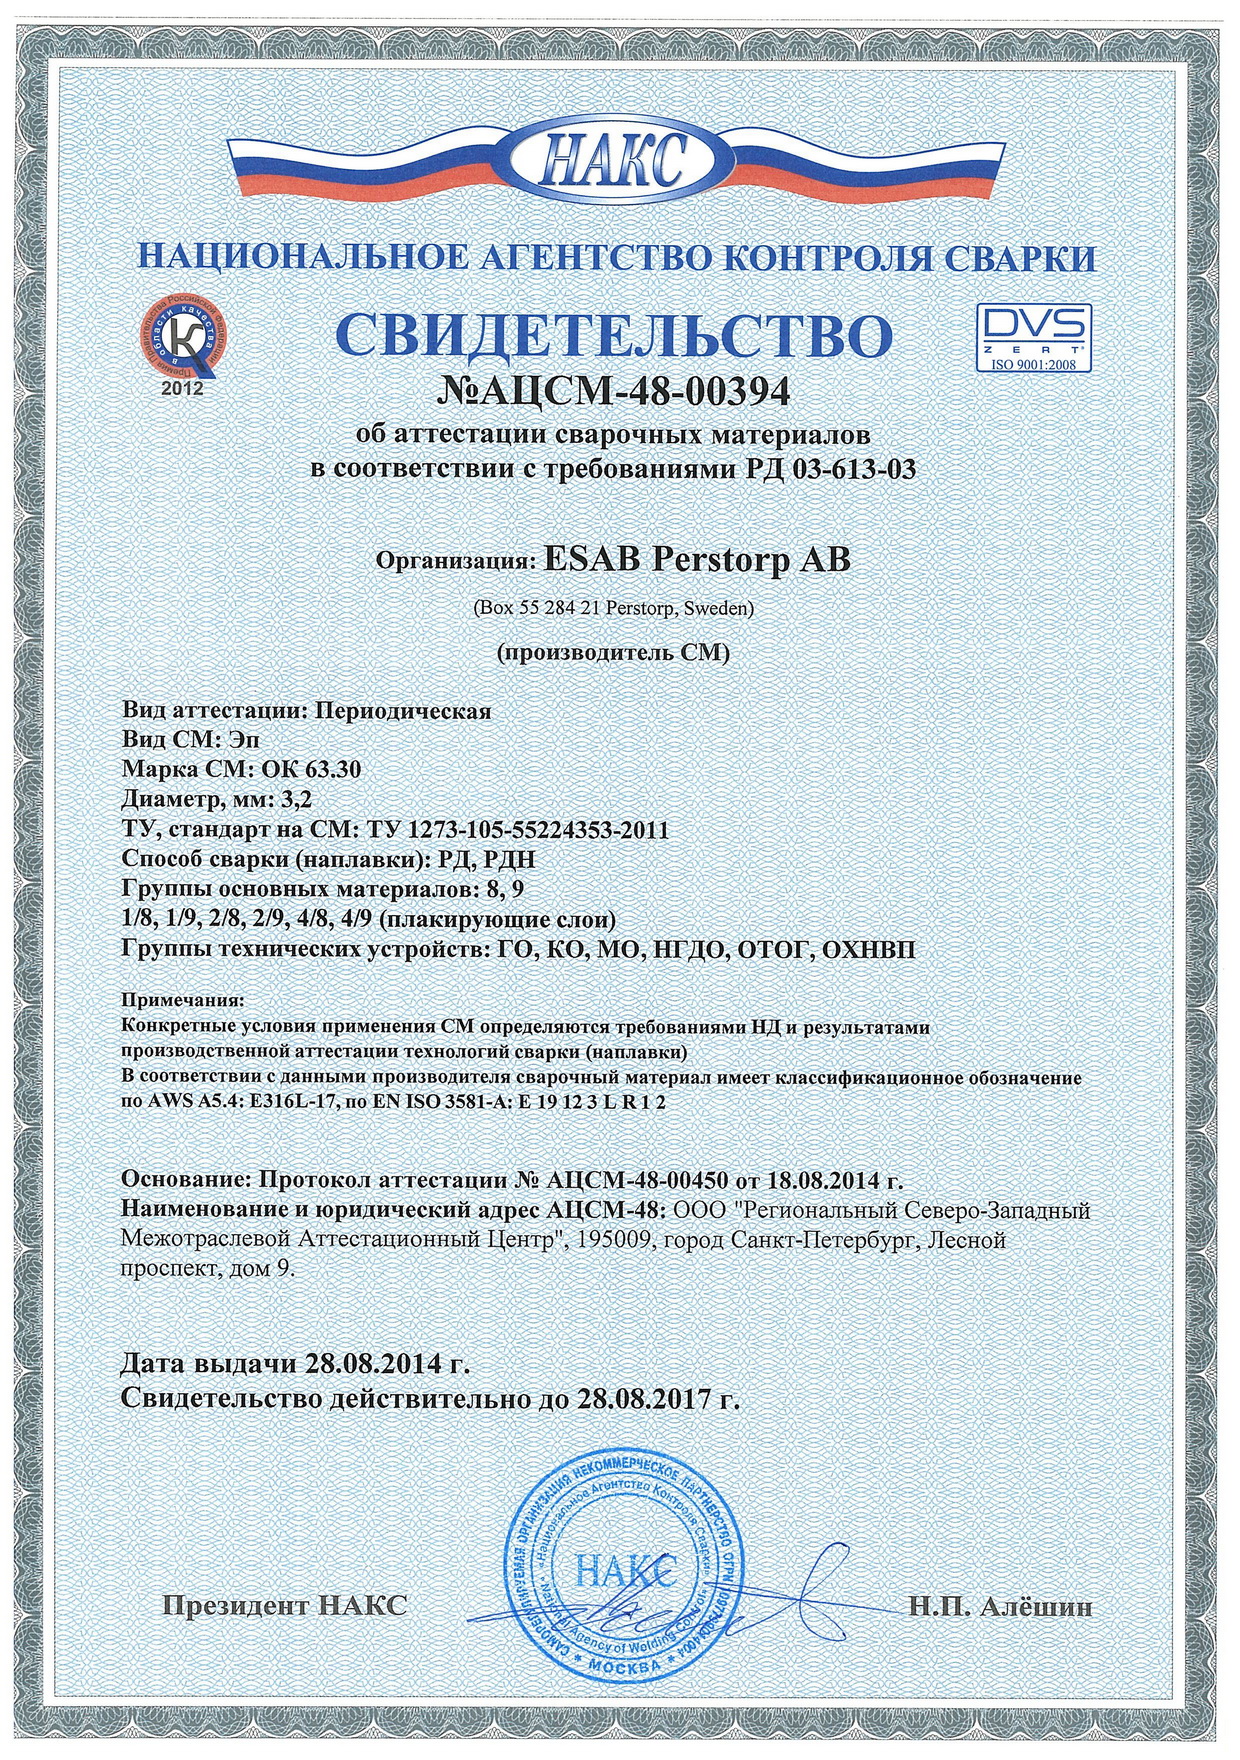 НАКС
НАЦИОНАЛЬНОЕ АГЕНТСТВО КОНТРОЛЯ СВАРКИ
Премия Правительства Российской Федерации
в области качества
2012
СВИДЕТЕЛЬСТВО
DVS
ZERT
ISO 9001:2008
№АЦСМ-48-00394
об аттестации сварочных материалов
в соответствии с требованиями РД 03-613-03
Организация: ESAB Perstorp AB
(Box 55 284 21 Perstorp, Sweden)
(производитель СМ)
Вид аттестации: Периодическая
Вид СМ: Эп
Марка СМ: ОК 63.30
Диаметр, мм: 3,2
ТУ, стандарт на СМ: ТУ 1273-105-55224353-2011
Способ сварки (наплавки): РД, РДН
Группы основных материалов: 8, 9
1/8, 1/9, 2/8, 2/9, 4/8, 4/9 (плакирующие слои)
Группы технических устройств: ГО, КО, МО, НГДО, ОТОГ, ОХНВП
Примечания:
Конкретные условия применения СМ определяются требованиями НД и результатами
производственной аттестации технологий сварки (наплавки)
В соответствии с данными производителя сварочный материал имеет классификационное обозначение
по AWS A5.4: E316L-17, по EN ISO 3581-A: E 19 12 3 L R 1 2
Основание: Протокол аттестации № АЦСМ-48-00450 от 18.08.2014 г.
Наименование и юридический адрес АЦСМ-48: ООО "Региональный Северо-Западный
Межотраслевой Аттестационный Центр", 195009, город Санкт-Петербург, Лесной
проспект, дом 9.
Дата выдачи 28.08.2014 г.
Свидетельство действительно до 28.08.2017 г.
САМОРЕГУЛИРУЕМАЯ ОРГАНИЗАЦИЯ НЕКОММЕРЧЕСКОЕ ПАРТНЕРСТВО ОГРН
«Национальное Агентство Контроля Сварки»
НАКС
National Agency of Welding Control
* МОСКВА *
Президент НАКС
Н.П. Алёшин